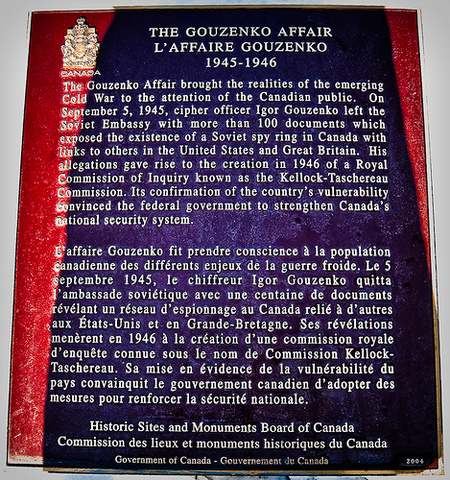 CANADA
THE GOUZENKO AFFAIR
L'AFFAIRE GOUZENKO
1945-1946
The Gouzenko Affair brought the realities of the emerging
Cold War to the attention of the Canadian public. On
September 5, 1945, cipher officer Igor Gouzenko left the
Soviet Embassy with more than 100 documents which
exposed the existence of a Soviet spy ring in Canada with
links to others in the United States and Great Britain. His
allegations gave rise to the creation in 1946 of a Royal
Commission of Inquiry known as the Kellock-Taschereau
Commission. Its confirmation of the country's vulnerability
convinced the federal government to strengthen Canada's
national security system.
L'affaire Gouzenko fit prendre conscience à la population
canadienne des différents enjeux de la guerre froide. Le 5
septembre 1945, le chiffreur Igor Gouzenko quitta
l'ambassade soviétique avec une centaine de documents
révélant un réseau d'espionnage au Canada relié à d'autres
aux États-Unis et en Grande-Bretagne. Ses révélations
menèrent en 1946 à la création d'une commission royale
d'enquête connue sous le nom de Commission Kellock-
Taschereau. Sa mise en évidence de la vulnérabilité du
pays convainquit le gouvernement canadien d'adopter des
mesures pour renforcer la sécurité nationale.
Historic Sites and Monuments Board of Canada
Commission des lieux et monuments historiques du Canada
Government of Canada - Gouvernement du Canada
2004